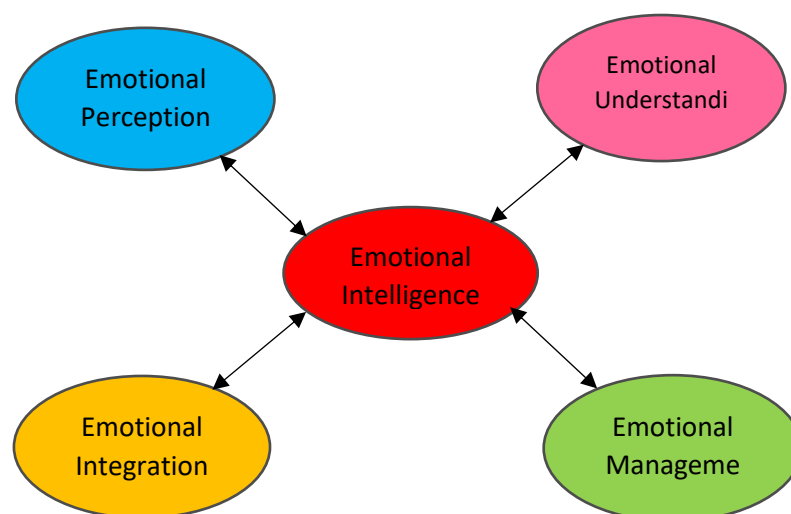 Emotional
Perception
Emotional
Understandi
Emotional
Intelligence
Emotional
Integration
Emotional
Manageme